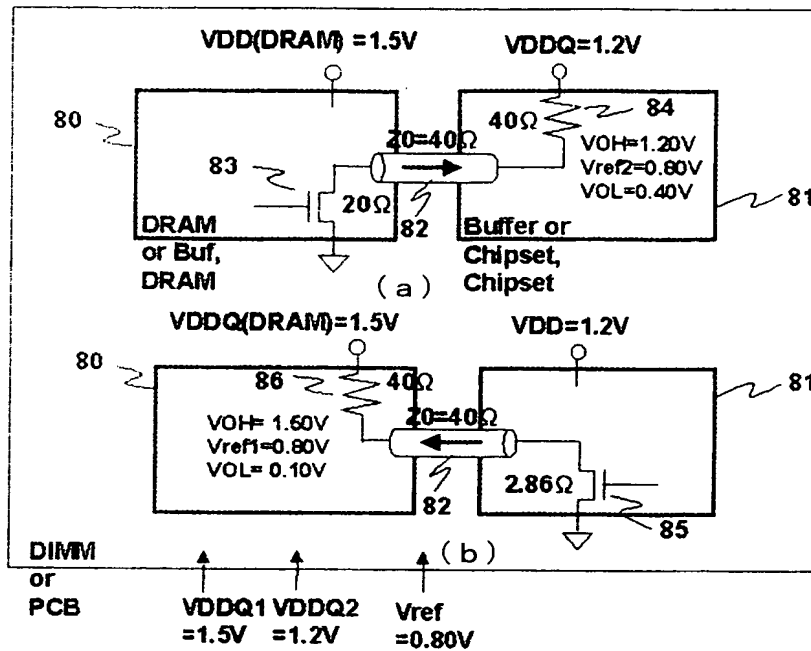 VDD(DRAM) =1.5V
VDDQ=1.2V
80
Z0=40Ω
40Ω
84
VOH=1.20V
Vref2=0.80V
VOL=0.40V
83
20Ω
82
81
DRAM
or Buf,
DRAM
Buffer or
Chipset,
Chipset
(a)
VDDQ(DRAM)=1.5V
VDD=1.2V
80
86
40Ω
Z0=40Ω
81
VOH= 1.50V
Vref1=0.80V
VOL= 0.10V
82
2.86Ω
85
(b)
DIMM
or
PCB
VDDQ1
=1.5V
VDDQ2
=1.2V
Vref
=0.80V